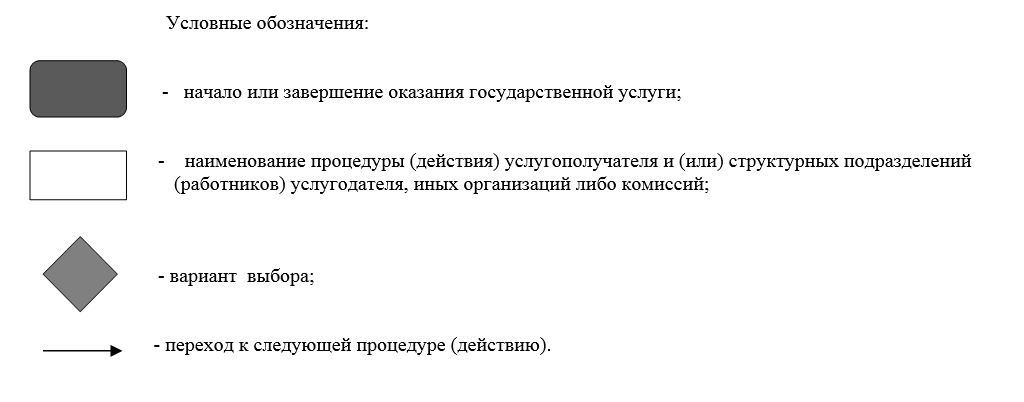 Условные обозначения:
- начало или завершение оказания государственной услуги;
- наименование процедуры (действия) услугополучателя и (или) структурных подразделений
(работников) услугодателя, иных организаций либо комиссий;
- вариант выбора;
- переход к следующей процедуре (действию).